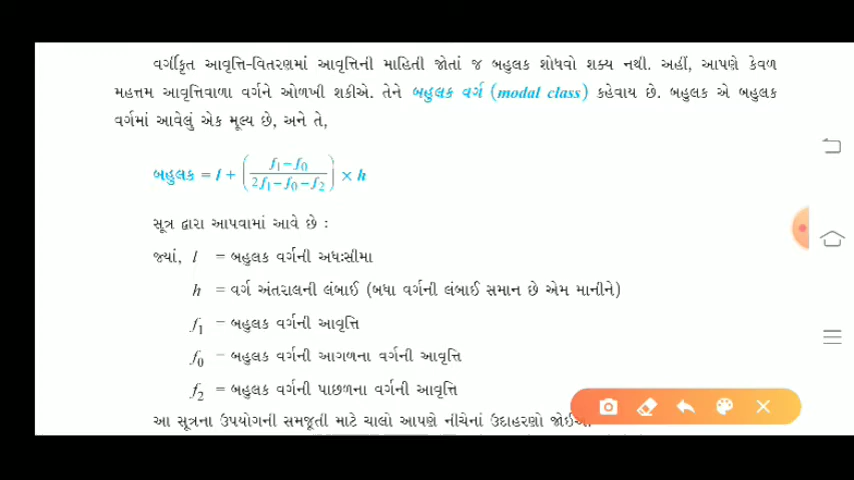 વર્ગીકૃત આવૃત્તિ-વિતરણમાં આવૃત્તિની માહિતી જોતાં જ બહુલક શોધવો શક્ય નથી. અહીં, આપણે કેવળ
મહત્તમ આવૃત્તિવાળા વર્ગને ઓળખી શકીએ. તેને બહુલક વર્ગ (modal class) કહેવાય છે. બહુલક એ બહુલક
વર્ગમાં આવેલું એક મૂલ્ય છે, અને તે,
બહુલક = l + ( (f₁ – f₀) / (2f₁ – f₀ – f₂) ) × h
સૂત્ર દ્વારા આપવામાં આવે છે :
જ્યાં, l = બહુલક વર્ગની અધઃસીમા
h = વર્ગ અંતરાલની લંબાઈ (બધા વર્ગની લંબાઈ સમાન છે એમ માનીને)
f₁ = બહુલક વર્ગની આવૃત્તિ
f₀ = બહુલક વર્ગની આગળના વર્ગની આવૃત્તિ
f₂ = બહુલક વર્ગની પાછળના વર્ગની આવૃત્તિ
આ સૂત્રના ઉપયોગની સમજૂતી માટે ચાલો આપણે નીચેનાં ઉદાહરણો